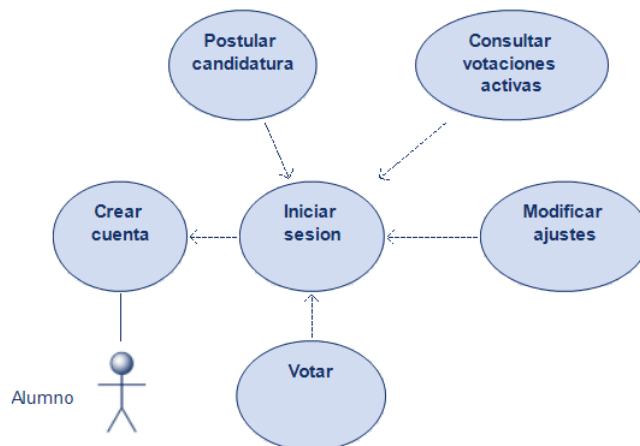 Postular
candidatura
Consultar
votaciones
activas
Crear
cuenta
Iniciar
sesion
Modificar
ajustes
Votar
Alumno